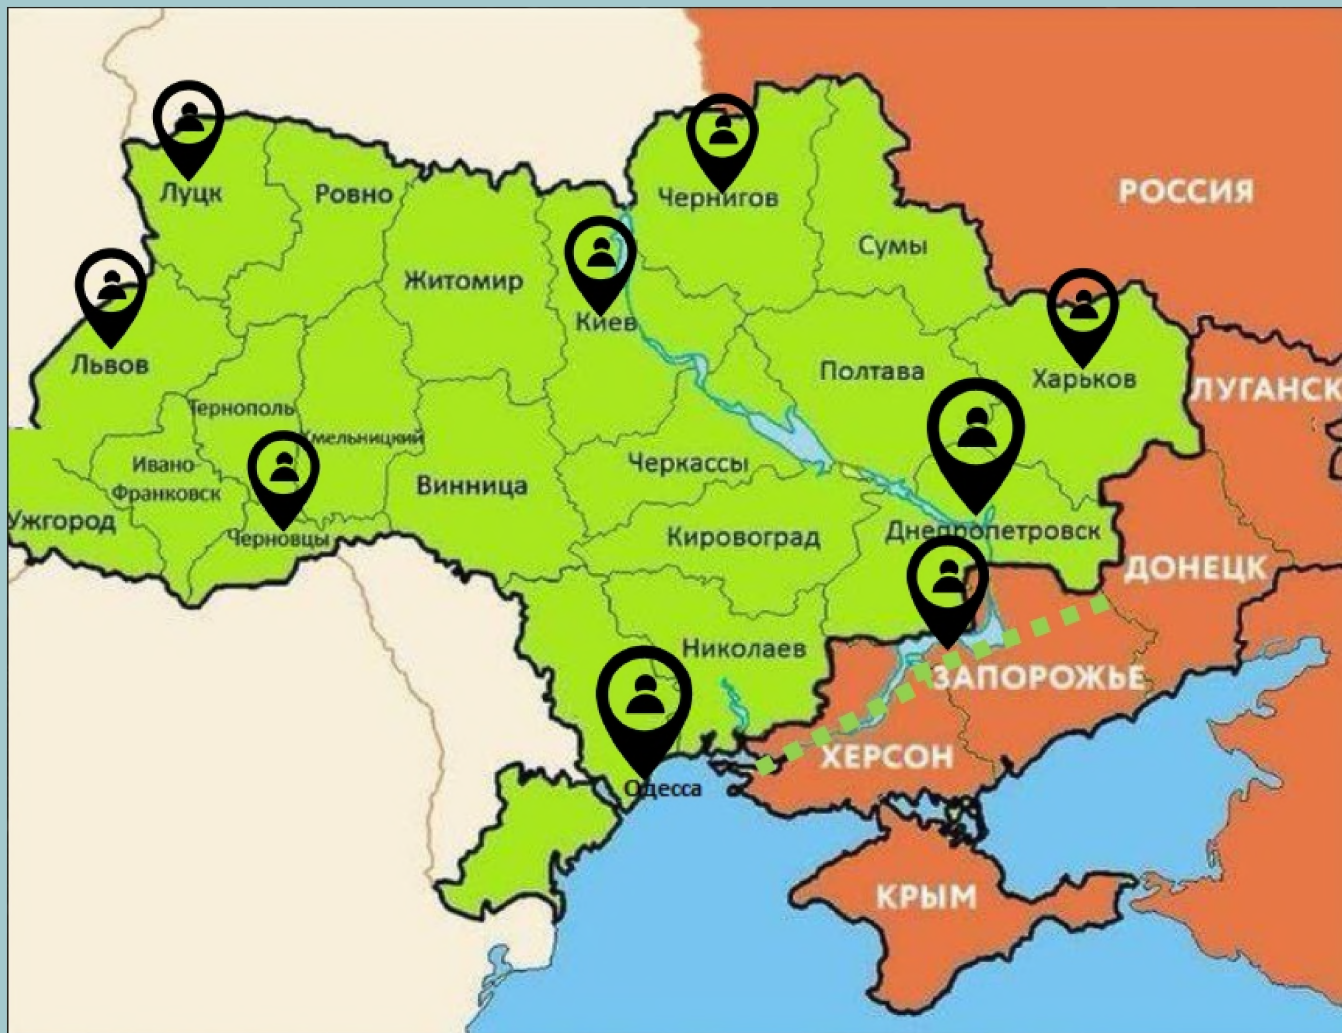 РОССИЯ
Луцк
Ровно
Чернигов
Сумы
Житомир
Киев
Львов
Полтава
Харьков
ЛУГАНСК
Тернополь
Хмельницкий
Ивано-
Франковск
Винница
Черкассы
Ужгород
Черновцы
Кировоград
Днепропетровск
ДОНЕЦК
Николаев
ЗАПОРОЖЬЕ
ХЕРСОН
Одесса
КРЫМ